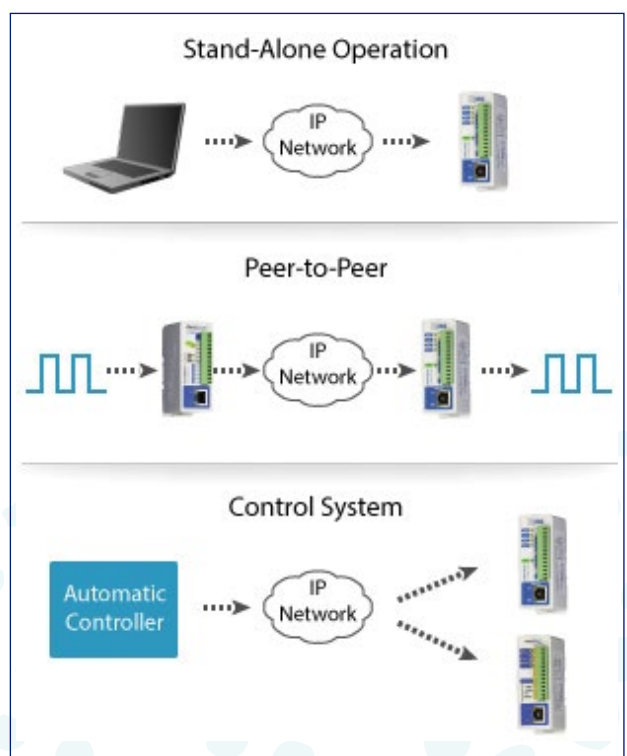 Stand-Alone Operation
IP
Network
Peer-to-Peer
IP
Network
Control System
Automatic
Controller
IP
Network